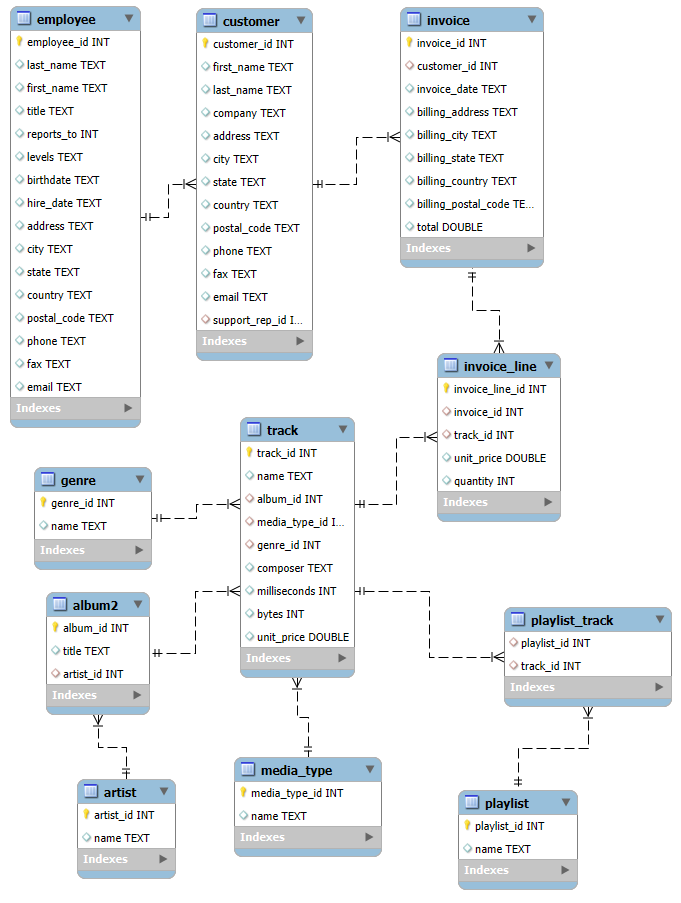 employee
employee_id INT
last_name TEXT
first_name TEXT
title TEXT
reports_to INT
levels TEXT
birthdate TEXT
hire_date TEXT
address TEXT
city TEXT
state TEXT
country TEXT
postal_code TEXT
phone TEXT
fax TEXT
email TEXT
Indexes
customer
customer_id INT
first_name TEXT
last_name TEXT
company TEXT
address TEXT
city TEXT
state TEXT
country TEXT
postal_code TEXT
phone TEXT
fax TEXT
email TEXT
support_rep_id I...
Indexes
invoice
invoice_id INT
customer_id INT
invoice_date TEXT
billing_address TEXT
billing_city TEXT
billing_state TEXT
billing_country TEXT
billing_postal_code TE...
total DOUBLE
Indexes
invoice_line
invoice_line_id INT
invoice_id INT
track_id INT
unit_price DOUBLE
quantity INT
Indexes
track
track_id INT
name TEXT
album_id INT
media_type_id I...
genre_id INT
composer TEXT
milliseconds INT
bytes INT
unit_price DOUBLE
Indexes
genre
genre_id INT
name TEXT
Indexes
album2
album_id INT
title TEXT
artist_id INT
Indexes
playlist_track
playlist_id INT
track_id INT
Indexes
artist
artist_id INT
name TEXT
Indexes
media_type
media_type_id INT
name TEXT
Indexes
playlist
playlist_id INT
name TEXT
Indexes